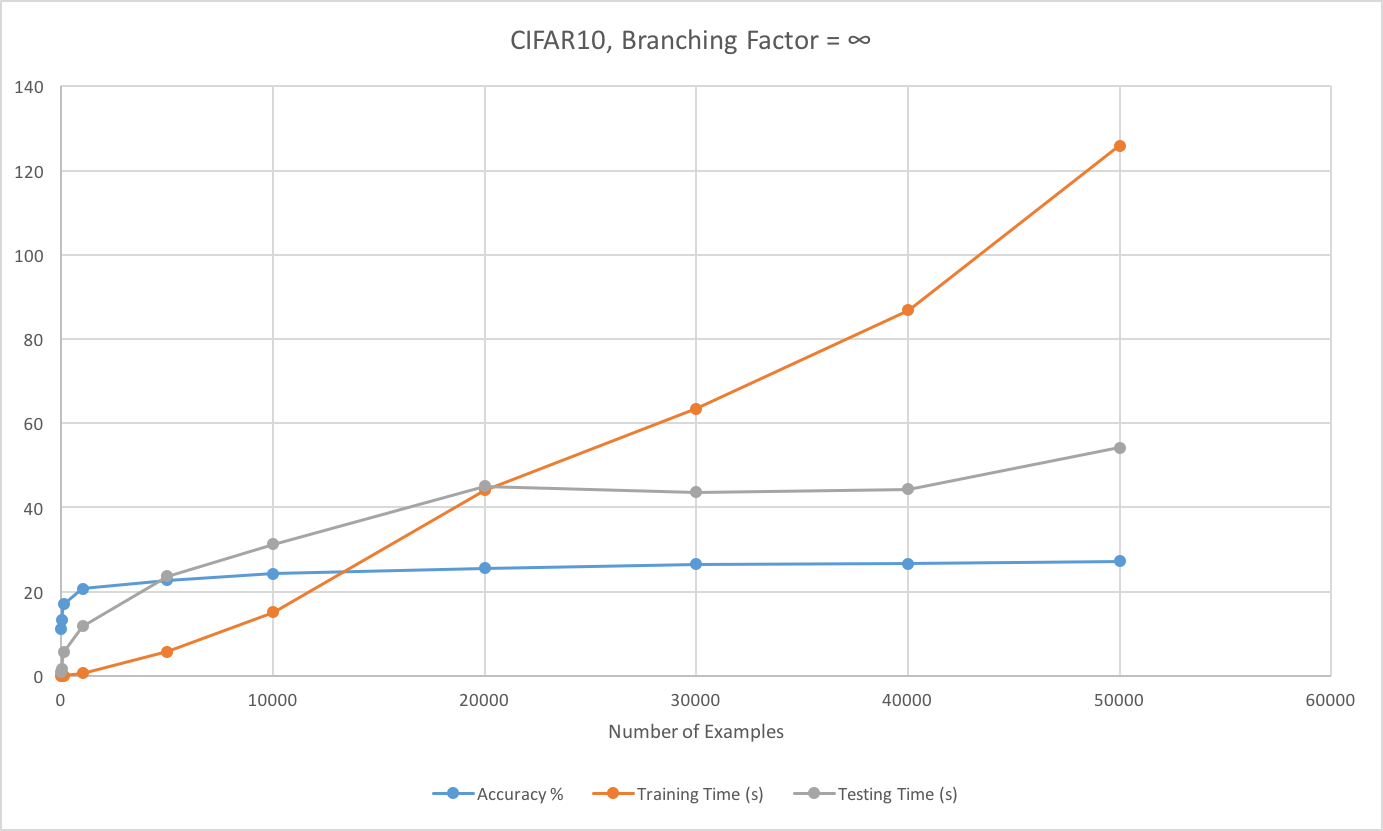 CIFAR10, Branching Factor = ∞
140
120
100
80
60
40
20
0
0 10000 20000 30000 40000 50000 60000
Number of Examples
Accuracy % Training Time (s) Testing Time (s)